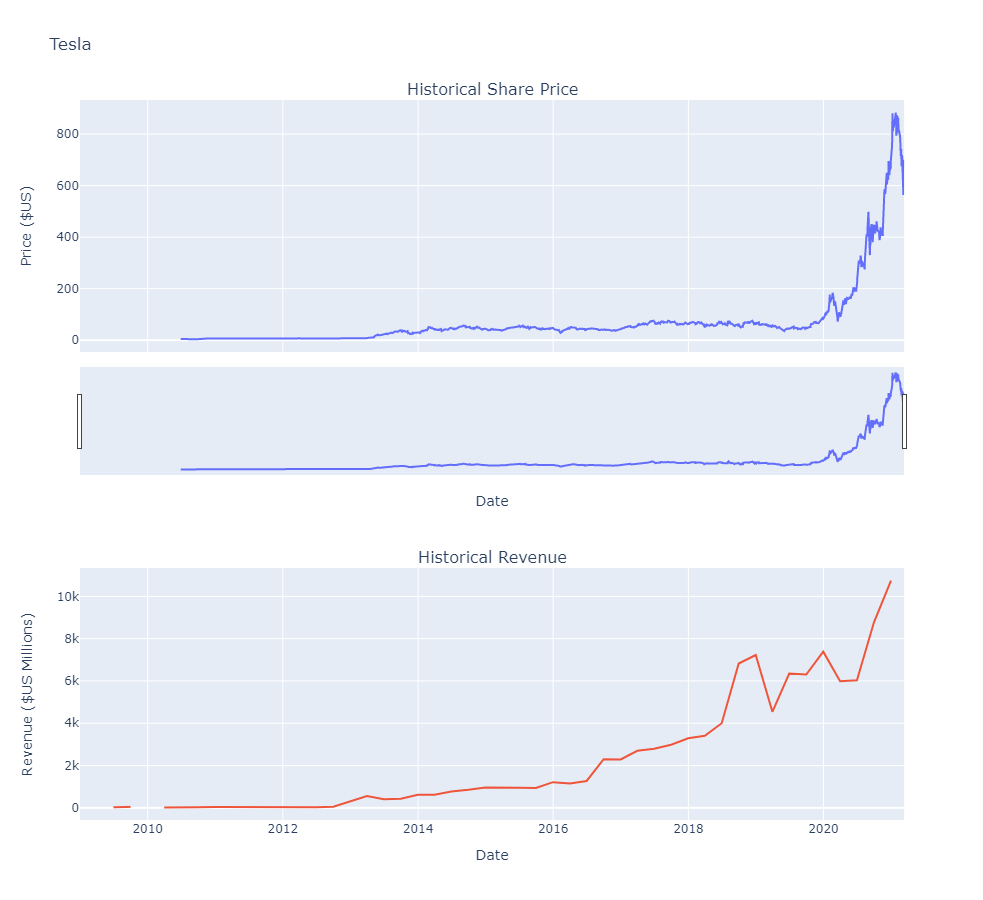 Tesla
Historical Share Price
Price ($US)
800
600
400
200
0
Date
Historical Revenue
Revenue ($US Millions)
10k
8k
6k
4k
2k
0
2010 2012 2014 2016 2018 2020
Date